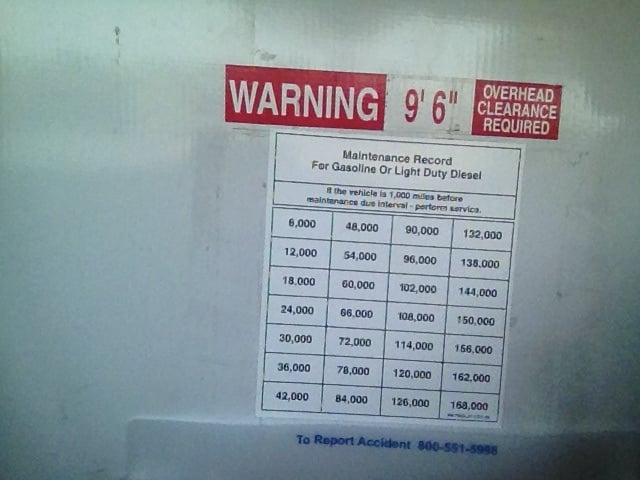 WARNING 9' 6" OVERHEAD
CLEARANCE
REQUIRED
Maintenance Record
For Gasoline Or Light Duty Diesel
If the vehicle is 1,000 miles before
maintenance due interval - perform service.
6,000 48,000 90,000 132,000
12,000 54,000 96,000 138,000
18,000 60,000 102,000 144,000
24,000 66,000 108,000 150,000
30,000 72,000 114,000 156,000
36,000 78,000 120,000 162,000
42,000 84,000 126,000 168,000
To Report Accident 800-551-5998